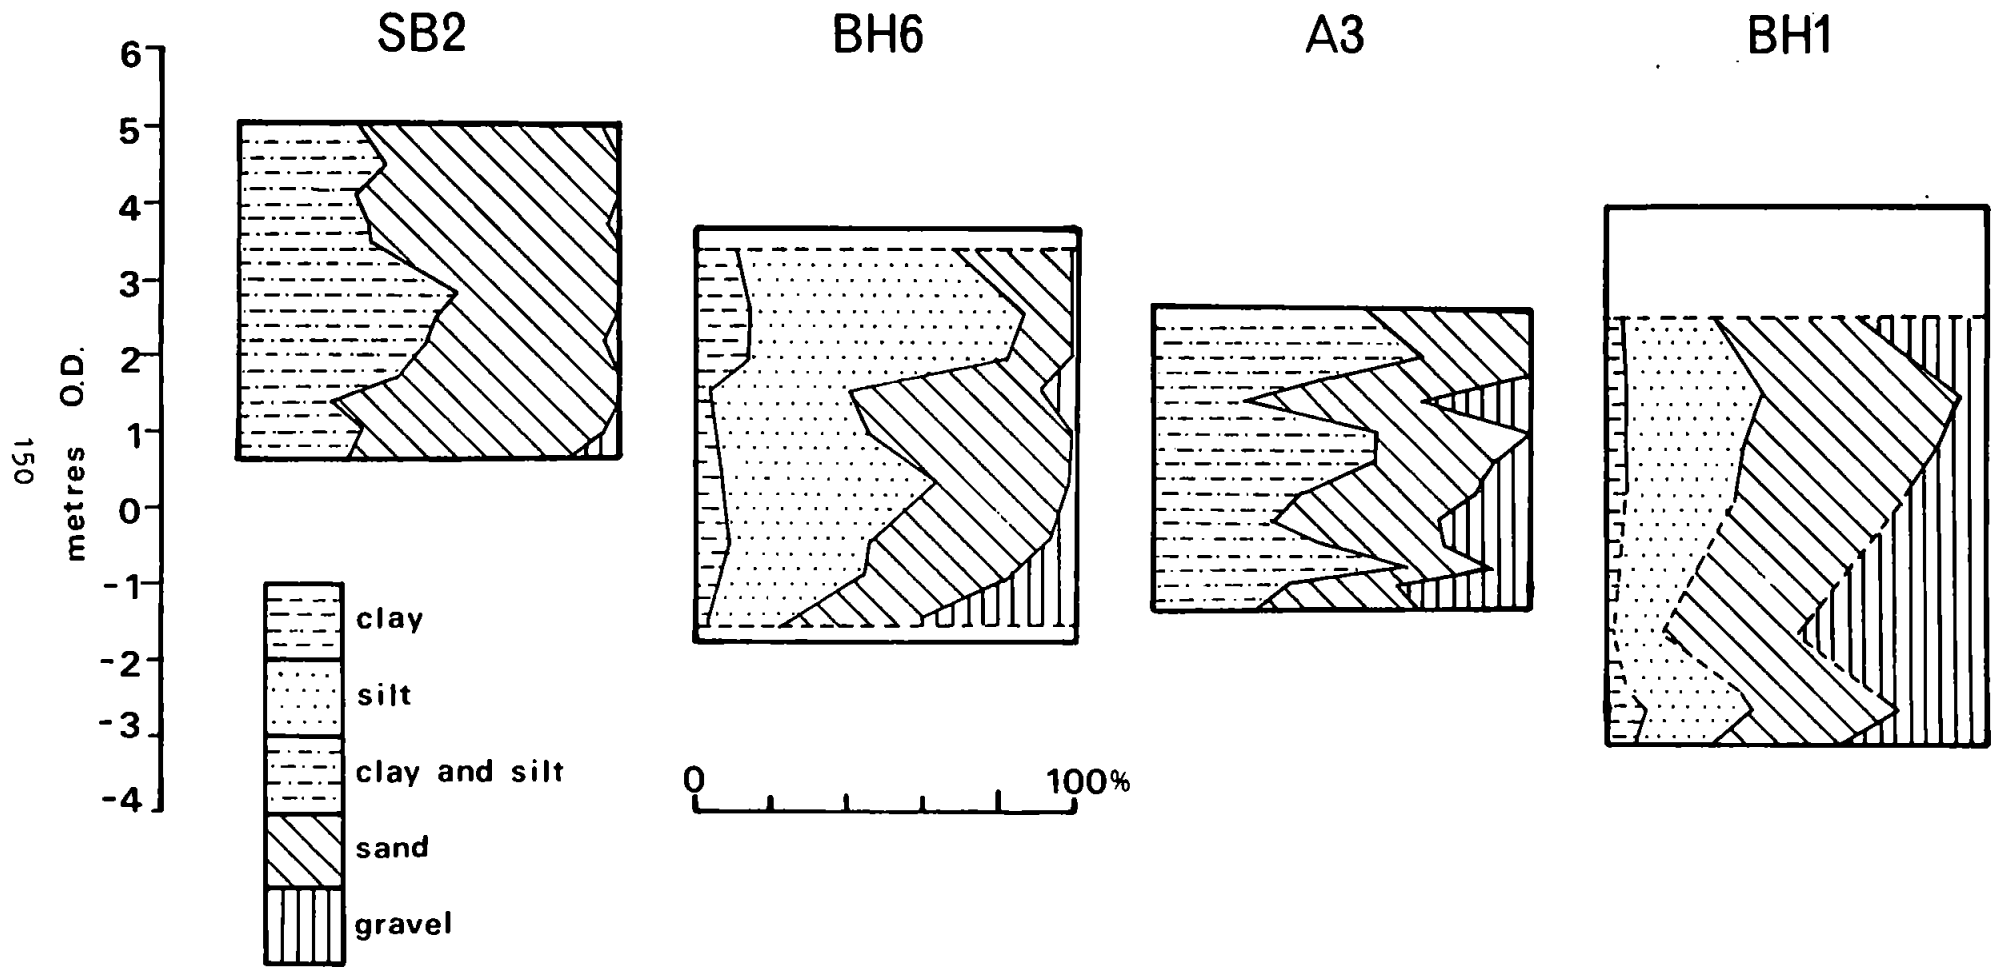 SB2 BH6 A3 BH1
6
5
4
3
2
1
0
-1
-2
-3
-4
metres O.D.
150
clay
silt
clay and silt
sand
gravel
0 100%